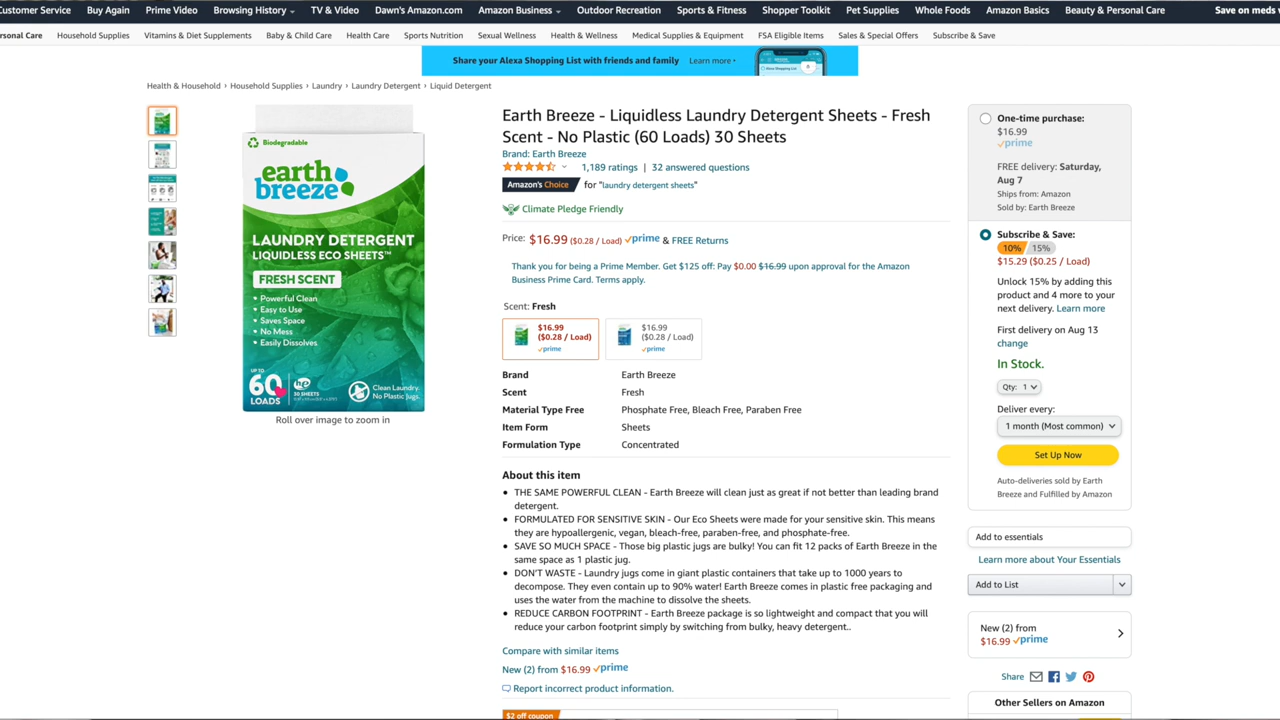 Customer Service Buy Again Prime Video Browsing History TV & Video Dawn's Amazon.com Amazon Business Outdoor Recreation Sports & Fitness Shopper Toolkit Pet Supplies Whole Foods Amazon Basics Beauty & Personal Care Save on meds
rsonal Care Household Supplies Vitamins & Diet Supplements Baby & Child Care Health Care Sports Nutrition Sexual Wellness Health & Wellness Medical Supplies & Equipment FSA Eligible Items Sales & Special Offers Subscribe & Save
Share your Alexa Shopping List with friends and family Learn more
Health & Household › Household Supplies › Laundry › Laundry Detergent › Liquid Detergent
Biodegradable
earth
breeze
LAUNDRY DETERGENT
LIQUIDLESS ECO SHEETS™
FRESH SCENT
• Powerful Clean
• Easy to Use
• Saves Space
• No Mess
• Easily Dissolves
UP TO
60
LOADS
he
30 SHEETS
Clean Laundry.
No Plastic Jugs.
Roll over image to zoom in
Earth Breeze - Liquidless Laundry Detergent Sheets - Fresh
Scent - No Plastic (60 Loads) 30 Sheets
Brand: Earth Breeze
1,189 ratings | 32 answered questions
Amazon's Choice for "laundry detergent sheets"
Climate Pledge Friendly
Price: $16.99 ($0.28 / Load) prime & FREE Returns
Thank you for being a Prime Member. Get $125 off: Pay $0.00 $16.99 upon approval for the Amazon
Business Prime Card. Terms apply.
Scent: Fresh
$16.99
($0.28 / Load)
prime
$16.99
($0.28 / Load)
prime
Brand Earth Breeze
Scent Fresh
Material Type Free Phosphate Free, Bleach Free, Paraben Free
Item Form Sheets
Formulation Type Concentrated
About this item
• THE SAME POWERFUL CLEAN - Earth Breeze will clean just as great if not better than leading brand
detergent.
• FORMULATED FOR SENSITIVE SKIN - Our Eco Sheets were made for your sensitive skin. This means
they are hypoallergenic, vegan, bleach-free, paraben-free, and phosphate-free.
• SAVE SO MUCH SPACE - Those big plastic jugs are bulky! You can fit 12 packs of Earth Breeze in the
same space as 1 plastic jug.
• DON'T WASTE - Laundry jugs come in giant plastic containers that take up to 1000 years to
decompose. They even contain up to 90% water! Earth Breeze comes in plastic free packaging and
uses the water from the machine to dissolve the sheets.
• REDUCE CARBON FOOTPRINT - Earth Breeze package is so lightweight and compact that you will
reduce your carbon footprint simply by switching from bulky, heavy detergent..
Compare with similar items
New (2) from $16.99 prime
Report incorrect product information.
$2 off coupon
One-time purchase:
$16.99
prime
FREE delivery: Saturday,
Aug 7
Ships from: Amazon
Sold by: Earth Breeze
Subscribe & Save:
10% 15%
$15.29 ($0.25 / Load)
Unlock 15% by adding this
product and 4 more to your
next delivery. Learn more
First delivery on Aug 13
change
In Stock.
Qty: 1
Deliver every:
1 month (Most common)
Set Up Now
Auto-deliveries sold by Earth
Breeze and Fulfilled by Amazon
Add to essentials
Learn more about Your Essentials
Add to List
New (2) from
$16.99 prime
Share
Other Sellers on Amazon